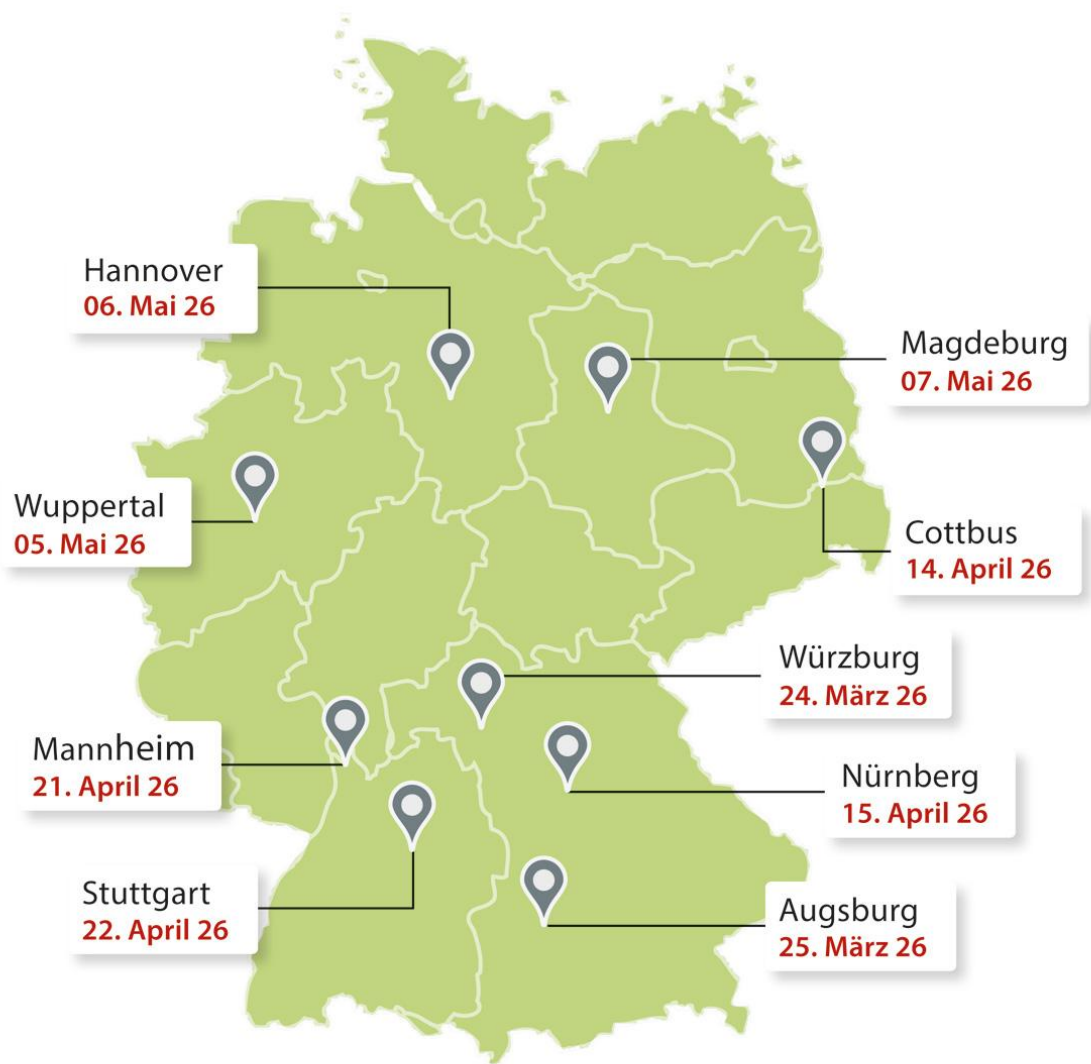 Hannover
06. Mai 26
Magdeburg
07. Mai 26
Wuppertal
05. Mai 26
Cottbus
14. April 26
Würzburg
24. März 26
Mannheim
21. April 26
Nürnberg
15. April 26
Stuttgart
22. April 26
Augsburg
25. März 26